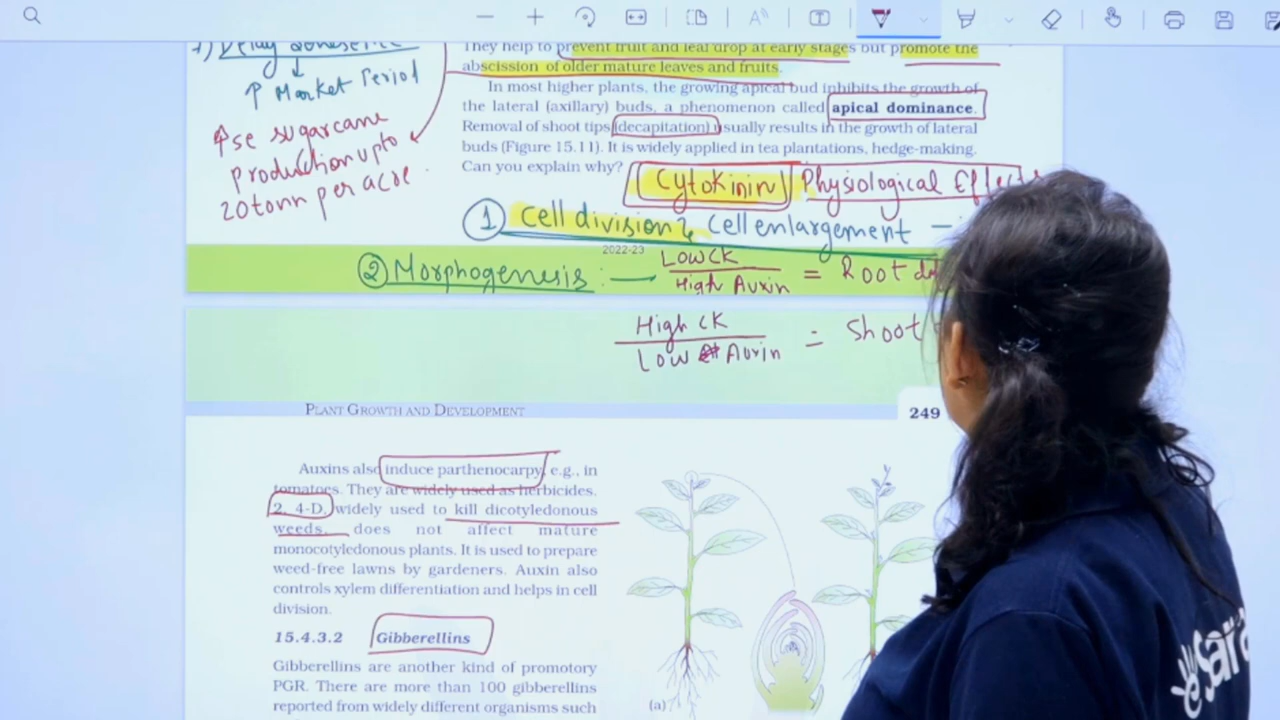 7) Delay
↑ Market Period
↑se sugarcane
production upto
20 tonn per acre.
They help to prevent fruit and leaf drop at early stages but promote the
abscission of older mature leaves and fruits.
In most higher plants, the growing apical bud inhibits the growth of
the lateral (axillary) buds, a phenomenon called apical dominance.
Removal of shoot tips (decapitation) usually results in the growth of lateral
buds (Figure 15.11). It is widely applied in tea plantations, hedge-making.
Can you explain why?
Cytokinin Physiological Effec
① Cell division & Cell enlargement –
2022-23
② Morphogenesis: — Low CK
High Auxin = Root
High CK
Low Auxin = Shoot
PLANT GROWTH AND DEVELOPMENT
249
Auxins also induce parthenocarpy, e.g., in
tomatoes. They are widely used as herbicides.
2, 4-D, widely used to kill dicotyledonous
weeds, does not affect mature
monocotyledonous plants. It is used to prepare
weed-free lawns by gardeners. Auxin also
controls xylem differentiation and helps in cell
division.
15.4.3.2 Gibberellins
Gibberellins are another kind of promotory
PGR. There are more than 100 gibberellins
reported from widely different organisms such
(a)